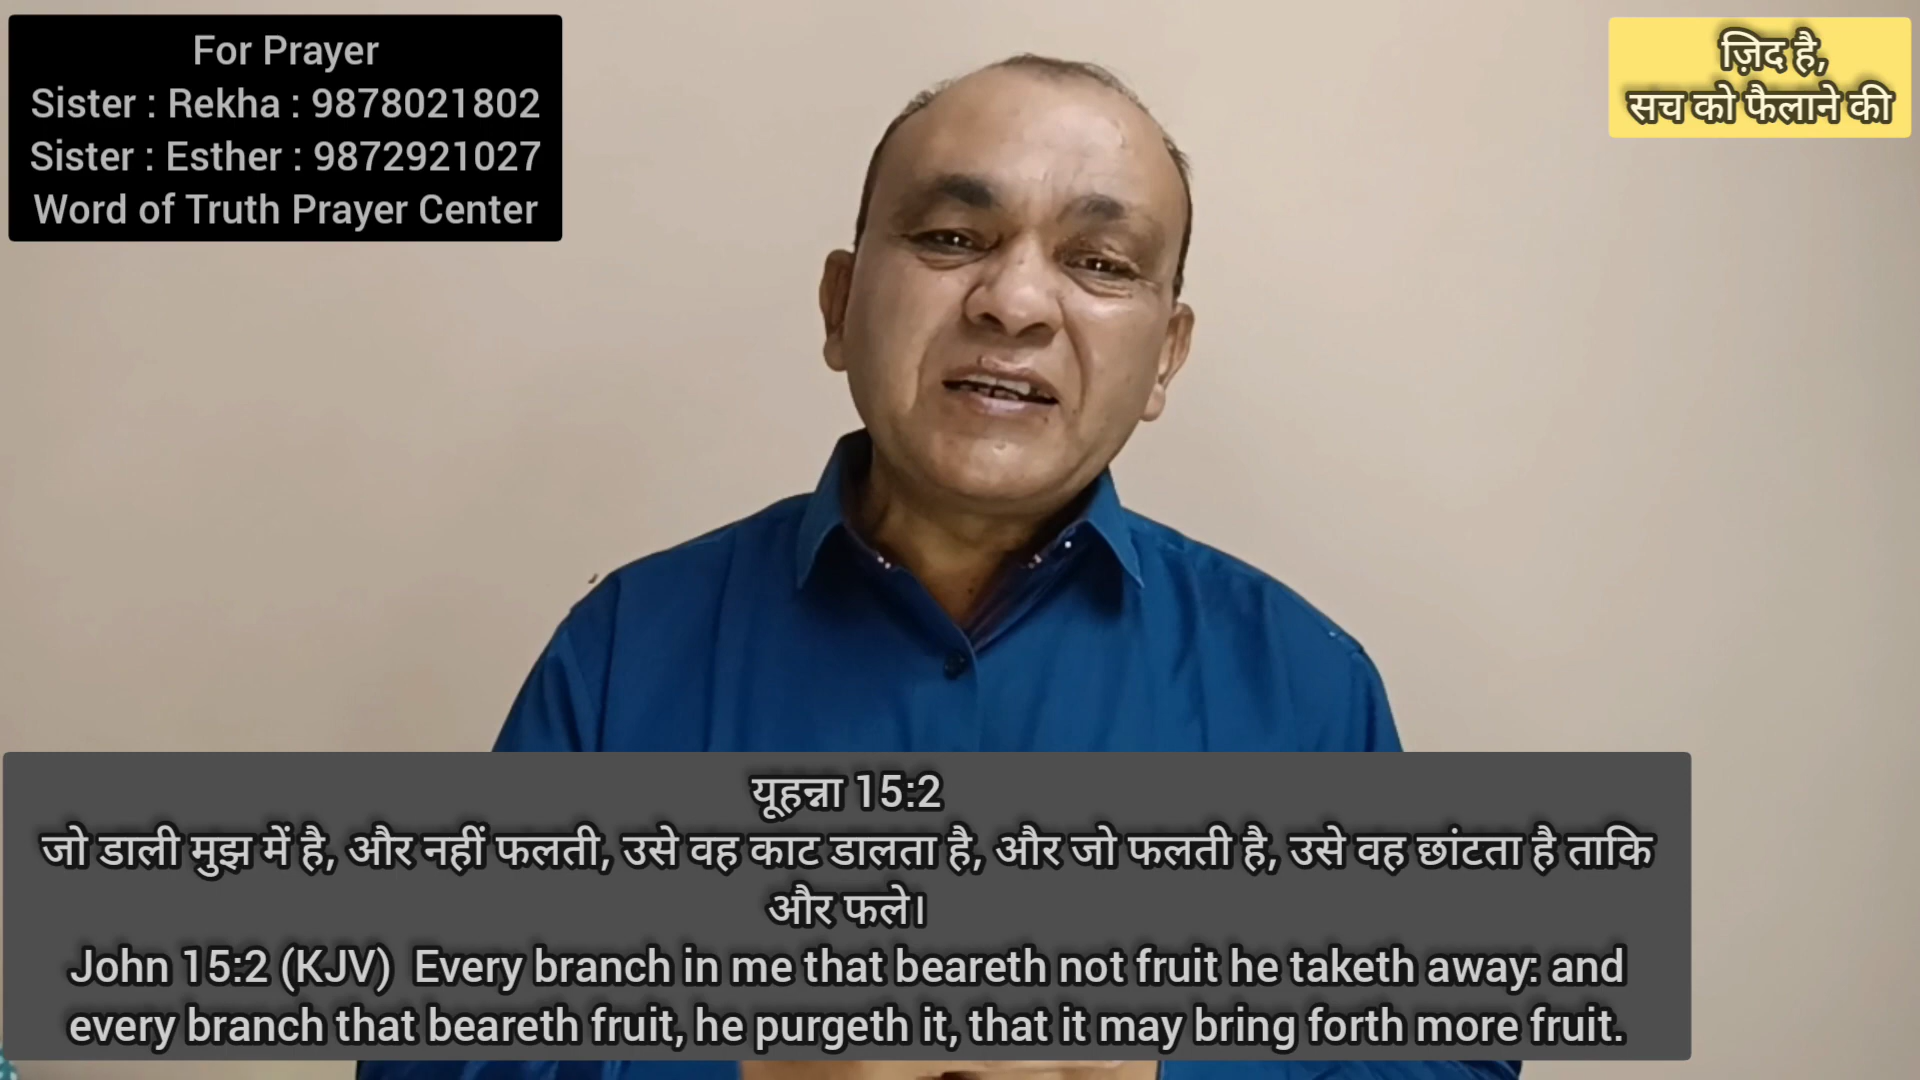 For Prayer
Sister : Rekha : 9878021802
Sister : Esther : 9872921027
Word of Truth Prayer Center
ज़िद है,
सच को फैलाने की
यूहन्ना 15:2
जो डाली मुझ में है, और नहीं फलती, उसे वह काट डालता है, और जो फलती है, उसे वह छांटता है ताकि
और फले।
John 15:2 (KJV) Every branch in me that beareth not fruit he taketh away: and
every branch that beareth fruit, he purgeth it, that it may bring forth more fruit.